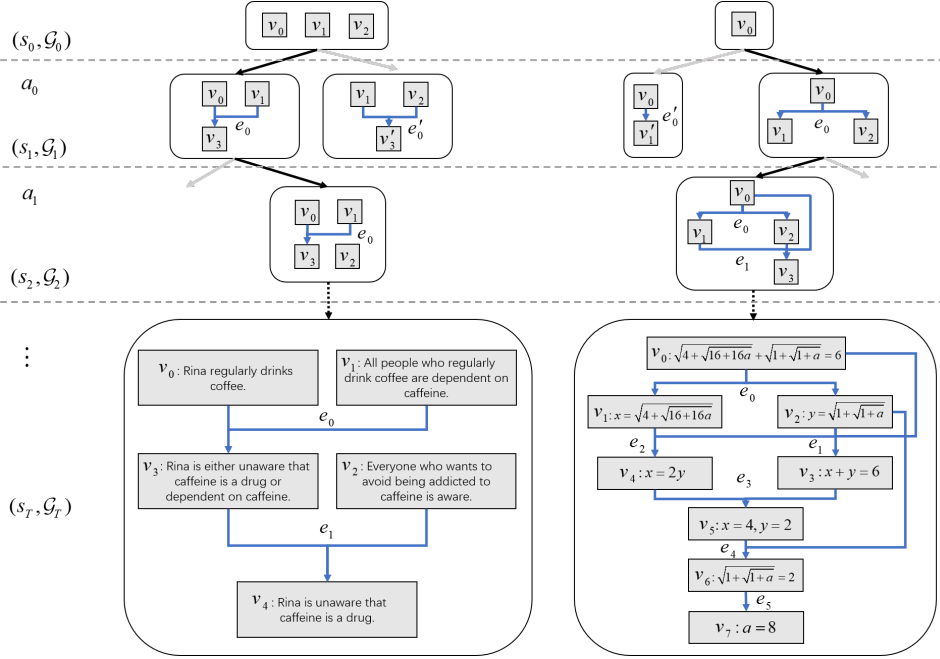 (s₀, 𝒢₀)
v₀ v₁ v₂
v₀
a₀
(s₁, 𝒢₁)
v₀ v₁
e₀
v₃
v₁ v₂
e₀′
v₃′
v₀
e₀′
v₁′
v₀
e₀
v₁ v₂
a₁
(s₂, 𝒢₂)
v₀ v₁
e₀
v₃ v₂
v₀
e₀
v₁ v₂
e₁
v₃
⋮
(s_T, 𝒢_T)
v₀ : Rina regularly drinks
coffee.
v₁ : All people who regularly
drink coffee are dependent on
caffeine.
e₀
v₃ : Rina is either unaware that
caffeine is a drug or
dependent on caffeine.
v₂ : Everyone who wants to
avoid being addicted to
caffeine is aware.
e₁
v₄ : Rina is unaware that
caffeine is a drug.
v₀ : √(4+√(16+16a)) + √(1+√(1+a)) = 6
e₀
v₁ : x = √(4+√(16+16a))
v₂ : y = √(1+√(1+a))
e₂
e₁
v₄ : x = 2y
v₃ : x + y = 6
e₃
v₅ : x = 4, y = 2
e₄
v₆ : √(1+√(1+a)) = 2
e₅
v₇ : a = 8